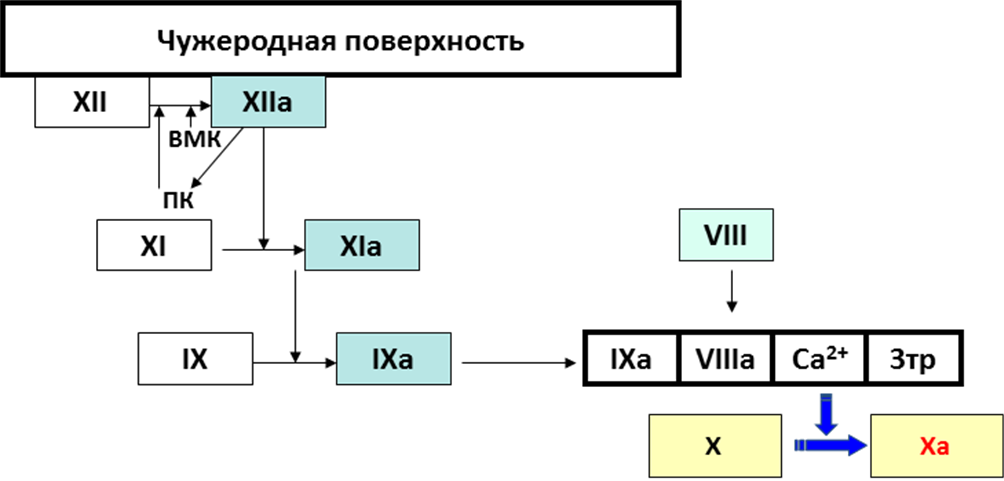 Чужеродная поверхность
XII
XIIa
ВМК
ПК
XI
XIa
VIII
IX
IXa
IXa
VIIIa
Ca²⁺
3тр
X
Xa